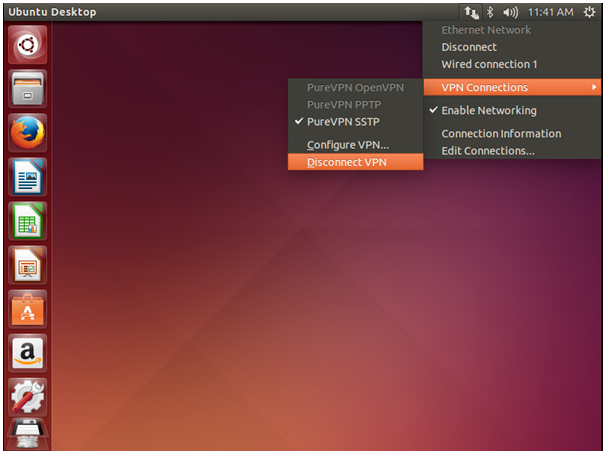 Ubuntu Desktop
11:41 AM
Ethernet Network
Disconnect
Wired connection 1
VPN Connections
Enable Networking
Connection Information
Edit Connections...
PureVPN OpenVPN
PureVPN PPTP
PureVPN SSTP
Configure VPN...
Disconnect VPN
a